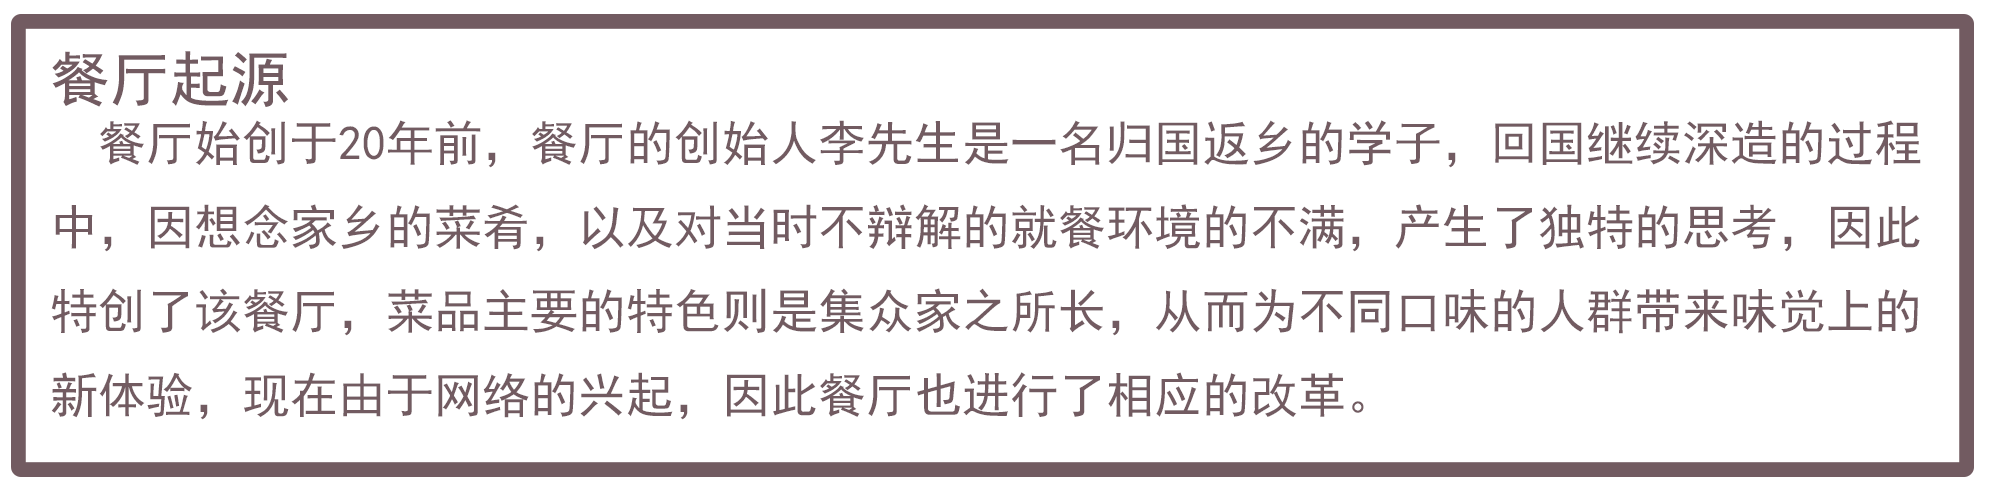 餐厅起源
餐厅始创于20年前，餐厅的创始人李先生是一名归国返乡的学子，回国继续深造的过程
中，因想念家乡的菜肴，以及对当时不辩解的就餐环境的不满，产生了独特的思考，因此
特创了该餐厅，菜品主要的特色则是集众家之所长，从而为不同口味的人群带来味觉上的
新体验，现在由于网络的兴起，因此餐厅也进行了相应的改革。